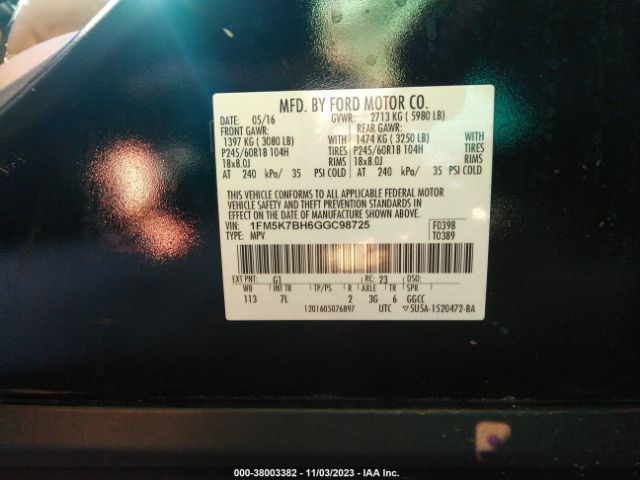 MFD. BY FORD MOTOR CO.
DATE: 05/16 GVWR: 2713 KG ( 5980 LB)
FRONT GAWR: REAR GAWR:
1397 KG ( 3080 LB) WITH 1474 KG ( 3250 LB) WITH
P245/60R18 104H TIRES P245/60R18 104H TIRES
18x8.0J RIMS 18x8.0J RIMS
AT 240 kPa/ 35 PSI COLD AT 240 kPa/ 35 PSI COLD
THIS VEHICLE CONFORMS TO ALL APPLICABLE FEDERAL MOTOR
VEHICLE SAFETY AND THEFT PREVENTION STANDARDS IN
EFFECT ON THE DATE OF MANUFACTURE SHOWN ABOVE.
VIN: 1FM5K7BH6GGC98725 F0398
TYPE: MPV T0389
EXT PNT: G1 RC: 23 DSO:
WB INT TR TP/PS R AXLE TR SPR
113 7L 2 3G 6 GGCC
1201605076897 UTC ▽5U5A-1520472-BA
000-38003382 - 11/03/2023 - IAA Inc.